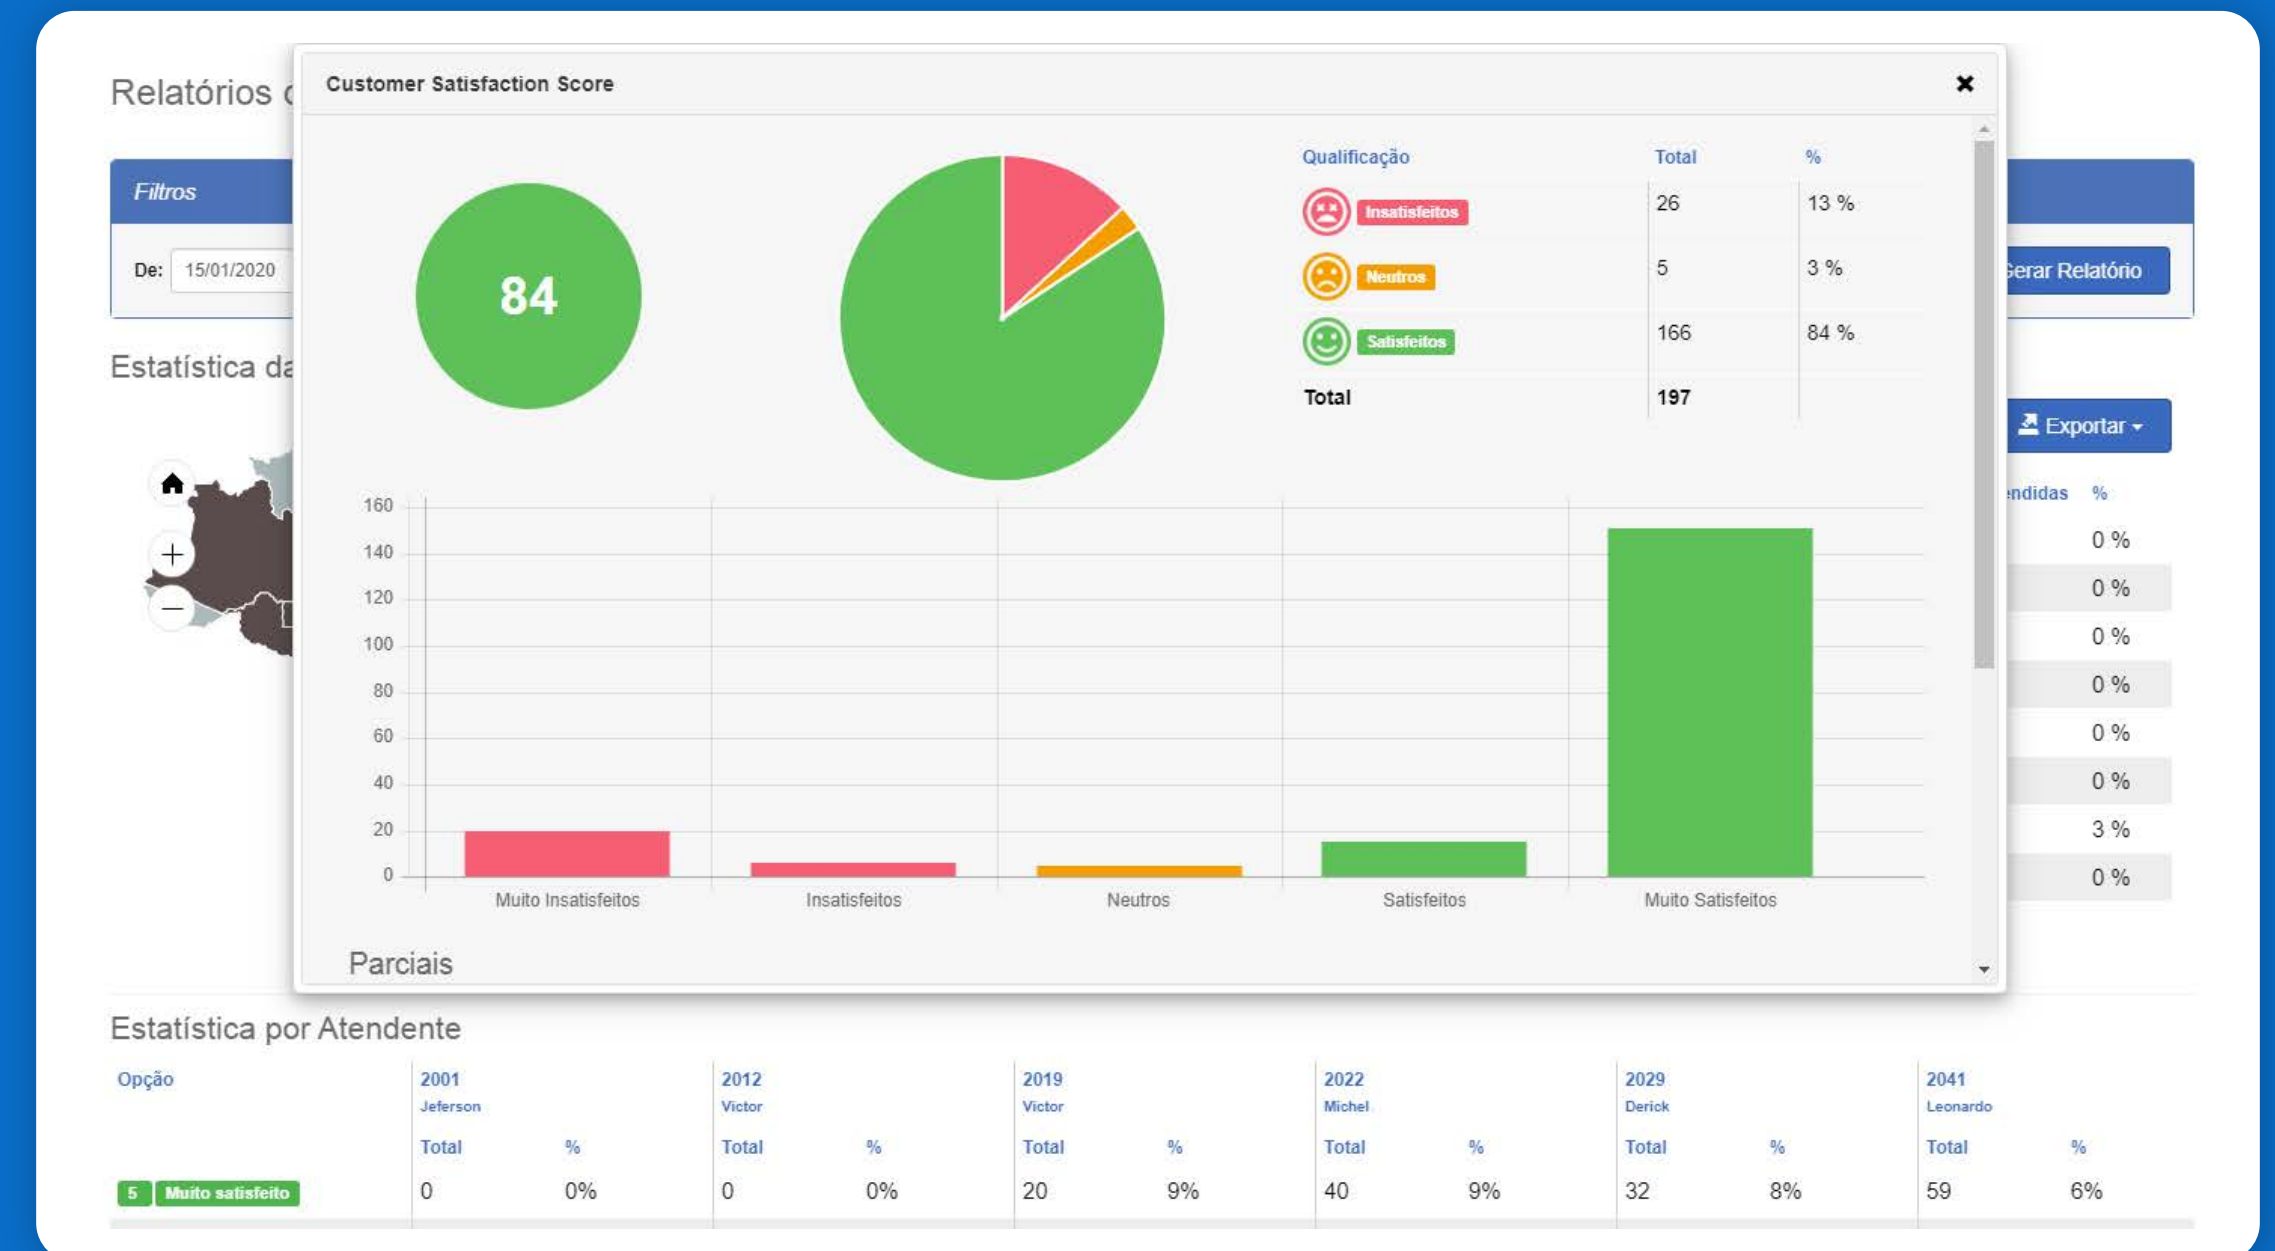 Relatórios
Customer Satisfaction Score
Filtros
De: 15/01/2020
Gerar Relatório
84
Qualificação Total %
Insatisfeitos 26 13 %
Neutros 5 3 %
Satisfeitos 166 84 %
Total 197
Estatística da
Exportar
%
0 %
0 %
0 %
0 %
0 %
0 %
3 %
0 %
160
140
120
100
80
60
40
20
0
Muito Insatisfeitos Insatisfeitos Neutros Satisfeitos Muito Satisfeitos
Parciais
Estatística por Atendente
Opção 2001 2012 2019 2022 2029 2041
Jeferson Victor Victor Michel Derick Leonardo
Total % Total % Total % Total % Total % Total %
5 Muito satisfeito 0 0% 0 0% 20 9% 40 9% 32 8% 59 6%